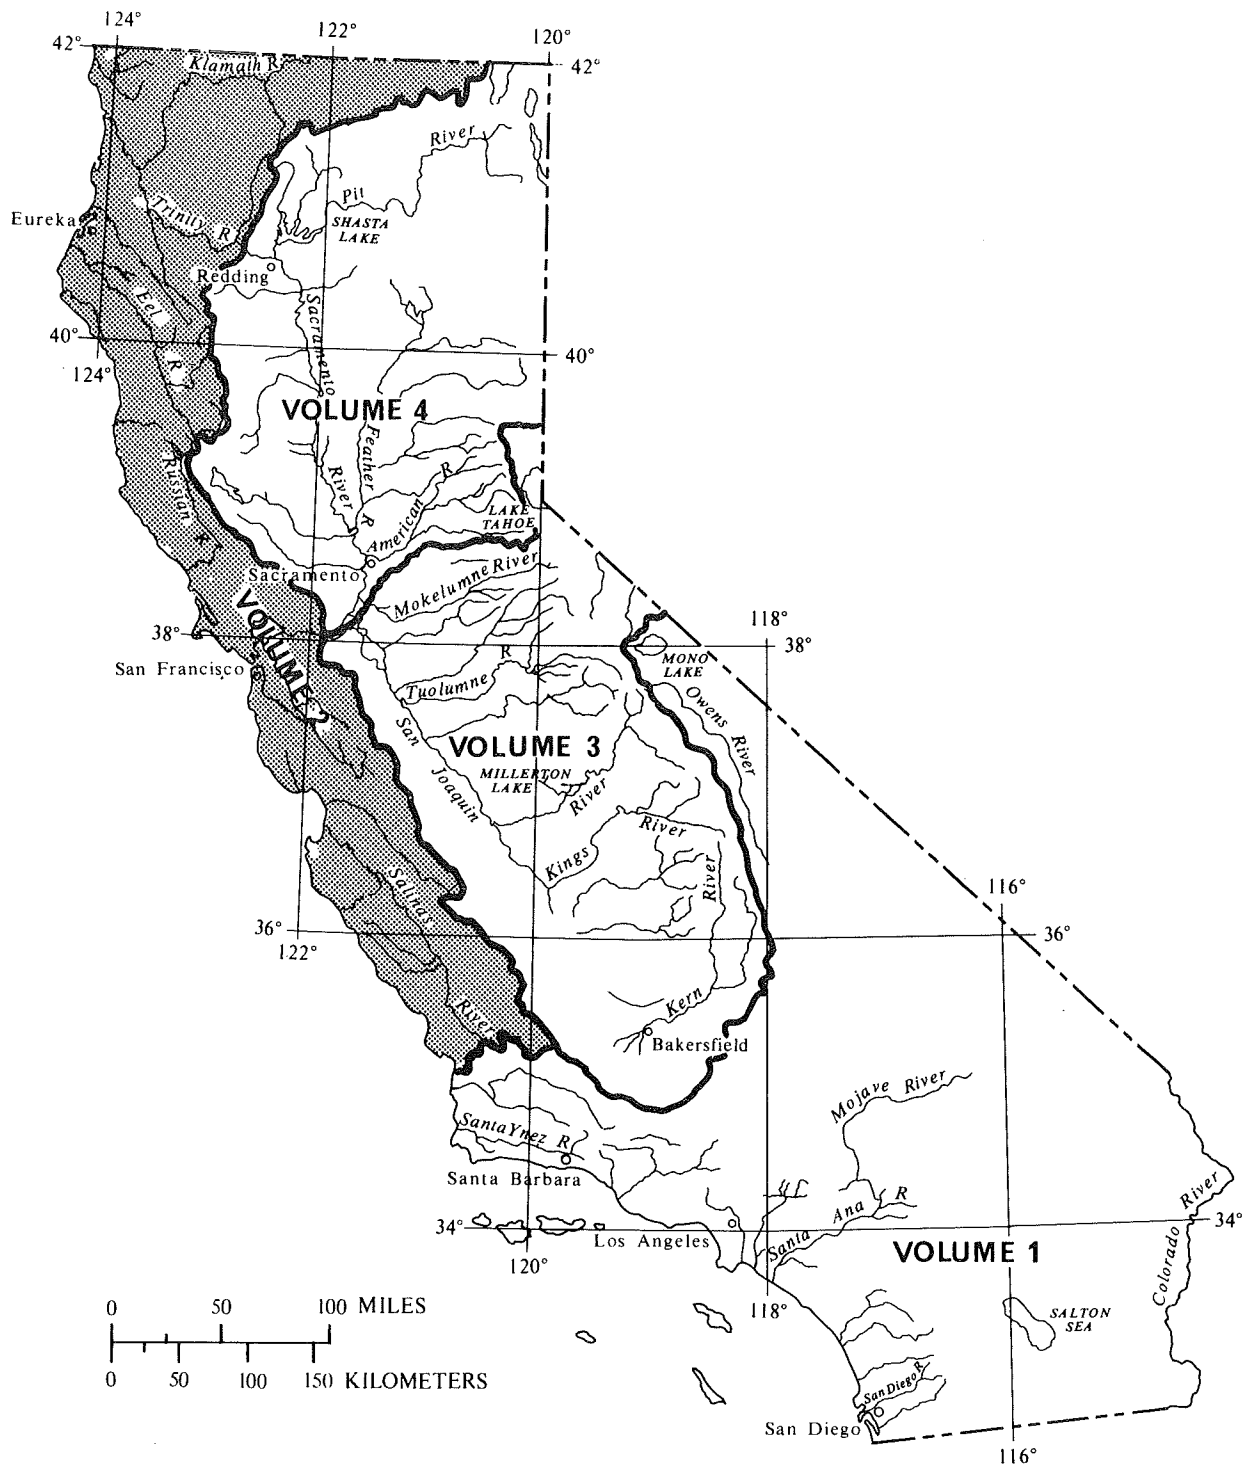 124°
122°
120°
42°
42°
Klamath R
River
Pit
SHASTA
LAKE
Trinity R
Eureka
Redding
Eel
R
Sacramento
River
40°
40°
124°
VOLUME 4
Feather
R
Russian
R
American
R
LAKE
TAHOE
Sacramento
Mokelumne River
VOLUME 2
118°
38°
38°
San Francisco
MONO
LAKE
Tuolumne R
Owens River
San
Joaquin
River
VOLUME 3
MILLERTON
LAKE
Kings
River
River
Salinas
River
116°
36°
36°
122°
Kern
Bakersfield
Mojave River
Santa Ynez R
Santa Barbara
Santa Ana R
Colorado River
34°
34°
Los Angeles
VOLUME 1
120°
118°
0 50 100 MILES
0 50 100 150 KILOMETERS
SALTON
SEA
San Diego R
San Diego
116°